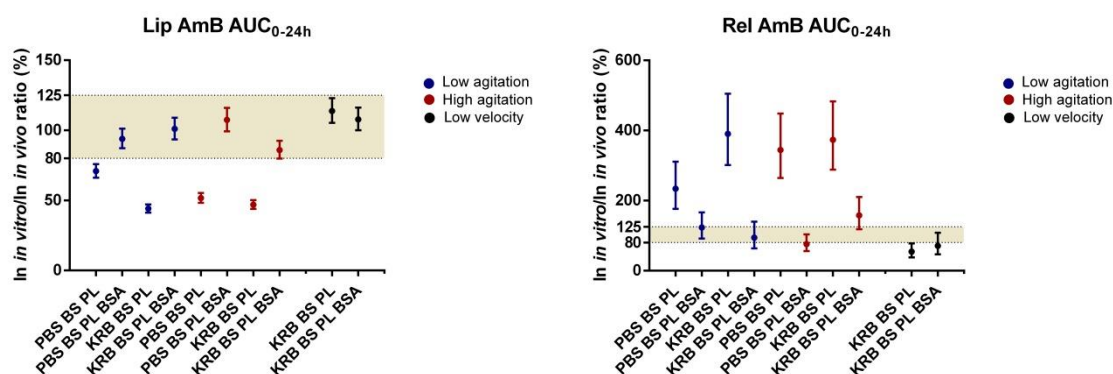 Lip AmB AUC0-24h
ln in vitro/ln in vivo ratio (%)
150
125
100
80
50
0
Low agitation
High agitation
Low velocity
PBS BS PL
PBS BS PL BSA
KRB BS PL
KRB BS PL BSA
PBS BS PL
PBS BS PL BSA
KRB BS PL
KRB BS PL BSA
KRB BS PL
KRB BS PL BSA
Rel AmB AUC0-24h
ln in vitro/ln in vivo ratio (%)
600
400
200
125
80
0
Low agitation
High agitation
Low velocity
PBS BS PL
PBS BS PL BSA
KRB BS PL
KRB BS PL BSA
PBS BS PL
PBS BS PL BSA
KRB BS PL
KRB BS PL BSA
KRB BS PL
KRB BS PL BSA